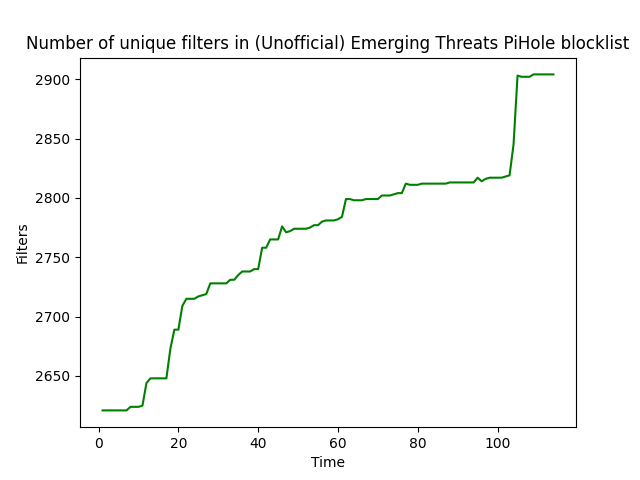 Number of unique filters in (Unofficial) Emerging Threats PiHole blocklist
2900
2850
2800
2750
2700
2650
Filters
0 20 40 60 80 100
Time